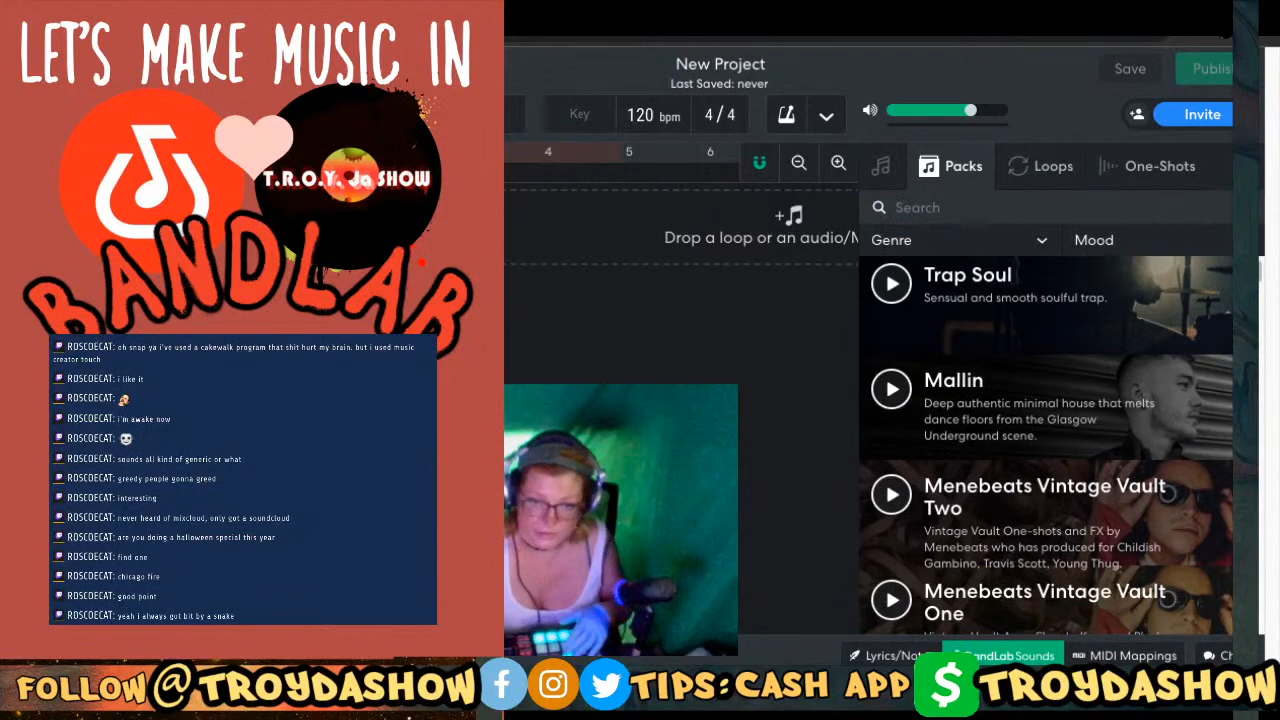 LET'S MAKE MUSIC IN
T.R.O.Y. Da SHOW
BANDLAB
ROSCOECAT: oh snap ya i've used a cakewalk program that shit hurt my brain. but i used music
creator touch
ROSCOECAT: i like it
ROSCOECAT:
ROSCOECAT: i'm awake now
ROSCOECAT:
ROSCOECAT: sounds all kind of generic or what
ROSCOECAT: greedy people gonna greed
ROSCOECAT: interesting
ROSCOECAT: never heard of mixcloud, only got a soundcloud
ROSCOECAT: are you doing a halloween special this year
ROSCOECAT: find one
ROSCOECAT: chicago fire
ROSCOECAT: good point
ROSCOECAT: yeah i always got bit by a snake
New Project
Last Saved: never
Save
Publis
Key
120 bpm
4 / 4
Invite
4 5 6
Packs
Loops
One-Shots
Search
Genre
Mood
Drop a loop or an audio/M
Trap Soul
Sensual and smooth soulful trap.
Mallin
Deep authentic minimal house that melts
dance floors from the Glasgow
Underground scene.
Menebeats Vintage Vault
Two
Vintage Vault One-shots and FX by
Menebeats who has produced for Childish
Gambino, Travis Scott, Young Thug.
Menebeats Vintage Vault
One
Lyrics/Not
BandLab Sounds
MIDI Mappings
Ch
FOLLOW @TROYDASHOW TIPS:CASH APP $ TROYDASHOW